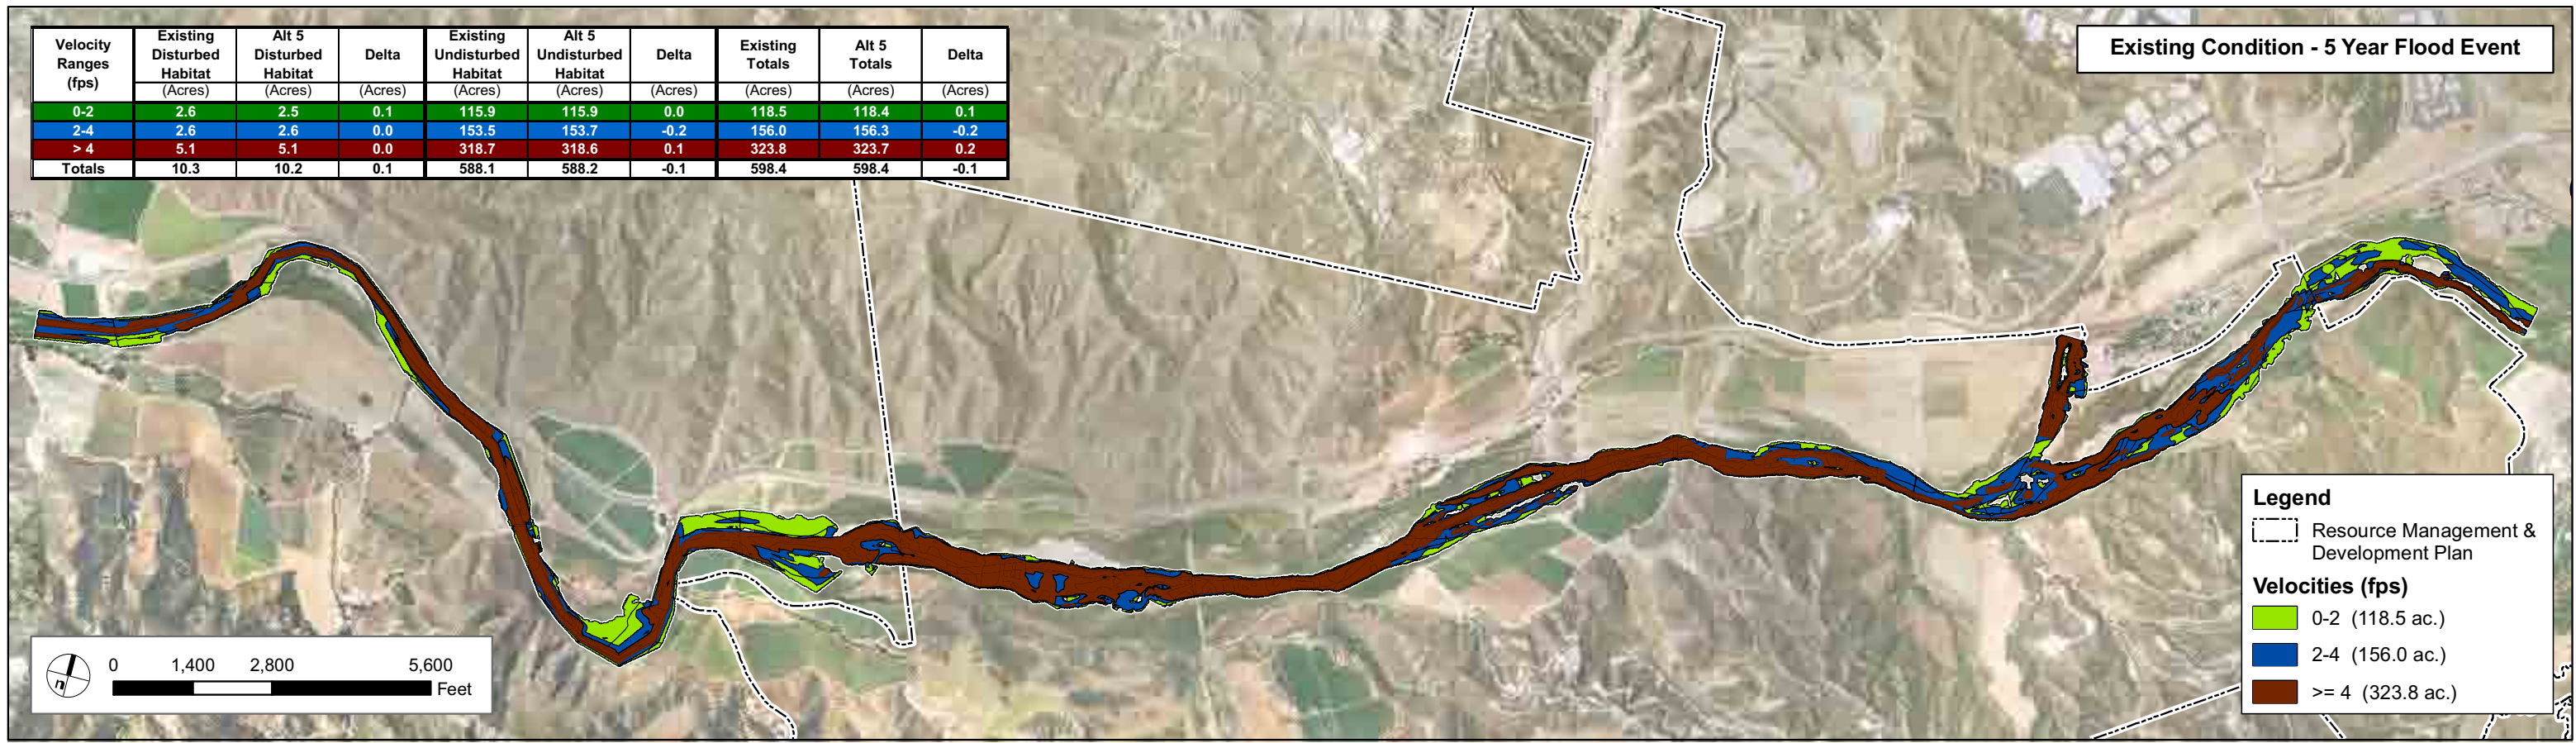 Existing Condition - 5 Year Flood Event
Velocity Ranges (fps) | Existing Disturbed Habitat (Acres) | Alt 5 Disturbed Habitat (Acres) | Delta (Acres) | Existing Undisturbed Habitat (Acres) | Alt 5 Undisturbed Habitat (Acres) | Delta (Acres) | Existing Totals (Acres) | Alt 5 Totals (Acres) | Delta (Acres)
0-2 | 2.6 | 2.5 | 0.1 | 115.9 | 115.9 | 0.0 | 118.5 | 118.4 | 0.1
2-4 | 2.6 | 2.6 | 0.0 | 153.5 | 153.7 | -0.2 | 156.0 | 156.3 | -0.2
> 4 | 5.1 | 5.1 | 0.0 | 318.7 | 318.6 | 0.1 | 323.8 | 323.7 | 0.2
Totals | 10.3 | 10.2 | 0.1 | 588.1 | 588.2 | -0.1 | 598.4 | 598.4 | -0.1
n
0 1,400 2,800 5,600
Feet
Legend
Resource Management &
Development Plan
Velocities (fps)
0-2 (118.5 ac.)
2-4 (156.0 ac.)
>= 4 (323.8 ac.)